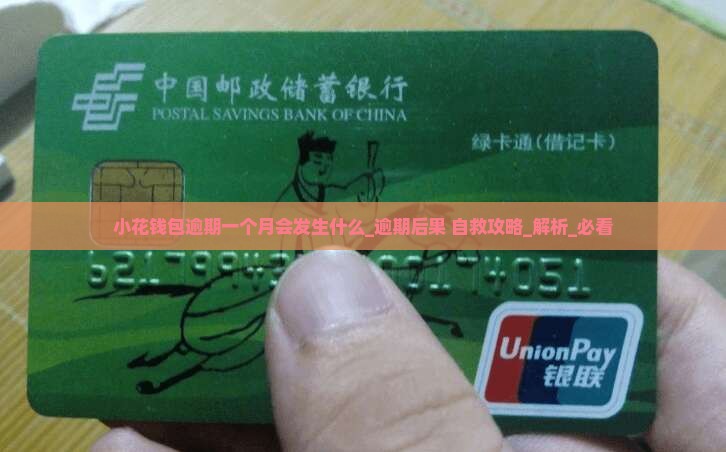 中国邮政储蓄银行
POSTAL SAVINGS BANK OF CHINA
绿卡通(借记卡)
小花钱包逾期一个月会发生什么_逾期后果 自救攻略_解析_必看
UnionPay
银联